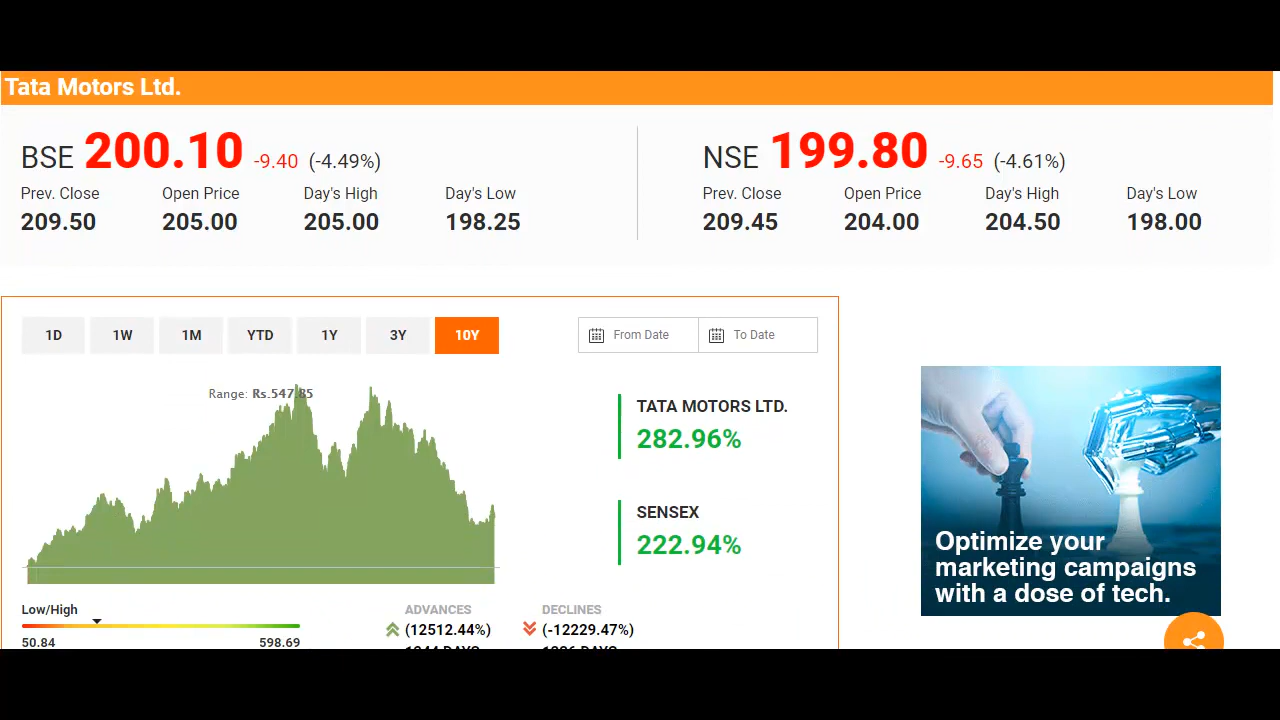 Tata Motors Ltd.
BSE 200.10 -9.40 (-4.49%)
Prev. Close Open Price Day's High Day's Low
209.50 205.00 205.00 198.25
NSE 199.80 -9.65 (-4.61%)
Prev. Close Open Price Day's High Day's Low
209.45 204.00 204.50 198.00
1D 1W 1M YTD 1Y 3Y 10Y
From Date To Date
Range: Rs.547.85
TATA MOTORS LTD.
282.96%
SENSEX
222.94%
Low/High
50.84 598.69
ADVANCES
(12512.44%)
DECLINES
(-12229.47%)
Optimize your
marketing campaigns
with a dose of tech.